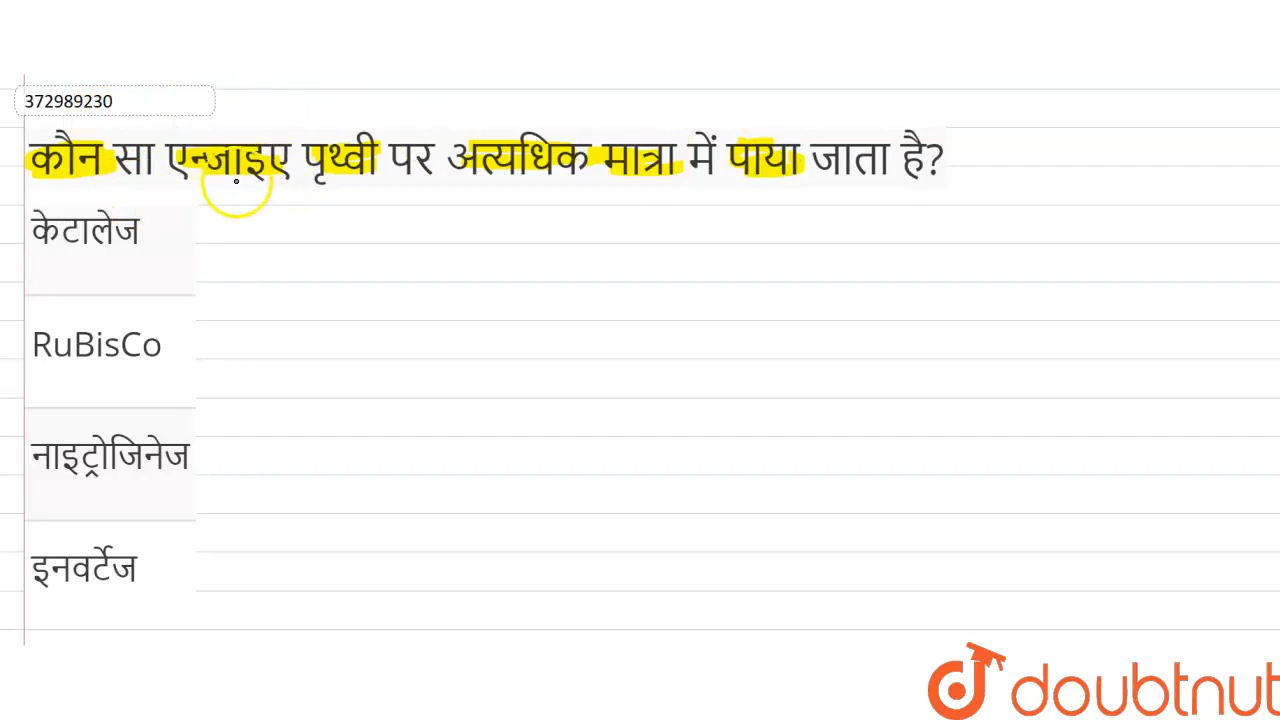 372989230
कौन सा एन्जाइए पृथ्वी पर अत्यधिक मात्रा में पाया जाता है?
केटालेज
RuBisCo
नाइट्रोजिनेज
इनवर्टेज
doubtnut